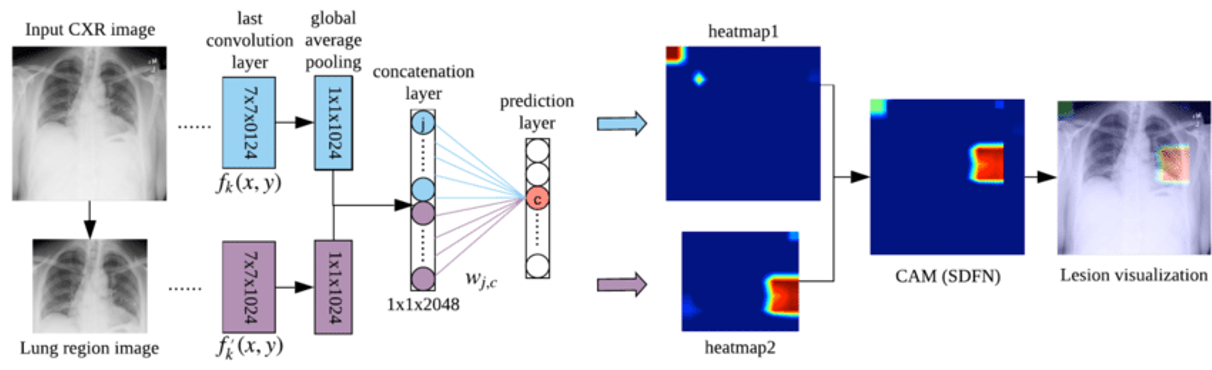 Input CXR image
last
convolution
layer
global
average
pooling
concatenation
layer
prediction
layer
heatmap1
7x7x0124
1x1x1024
j
......
f_k(x, y)
c
7x7x1024
1x1x1024
......
w_{j,c}
1x1x2048
f'_k(x, y)
Lung region image
heatmap2
CAM (SDFN)
Lesion visualization